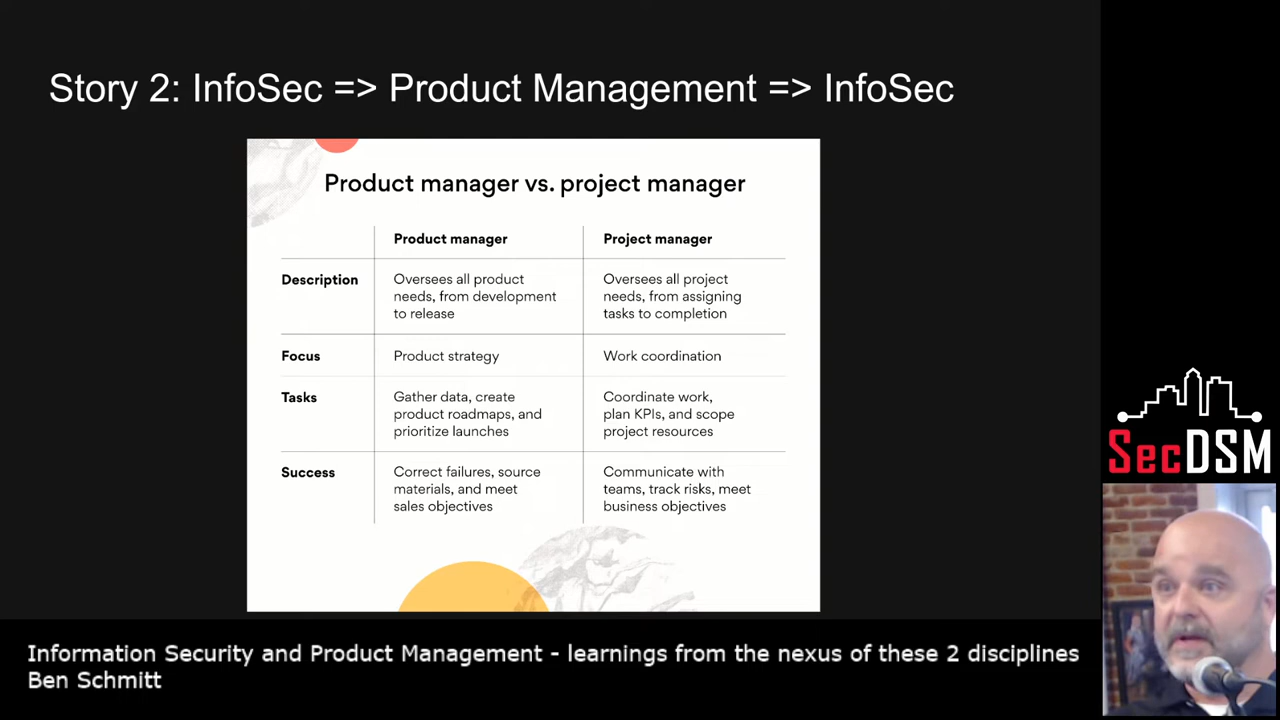 Story 2: InfoSec => Product Management => InfoSec
Product manager vs. project manager
Product manager
Project manager
Description
Oversees all product
needs, from development
to release
Oversees all project
needs, from assigning
tasks to completion
Focus
Product strategy
Work coordination
Tasks
Gather data, create
product roadmaps, and
prioritize launches
Coordinate work,
plan KPIs, and scope
project resources
Success
Correct failures, source
materials, and meet
sales objectives
Communicate with
teams, track risks, meet
business objectives
SecDSM
Information Security and Product Management - learnings from the nexus of these 2 disciplines
Ben Schmitt